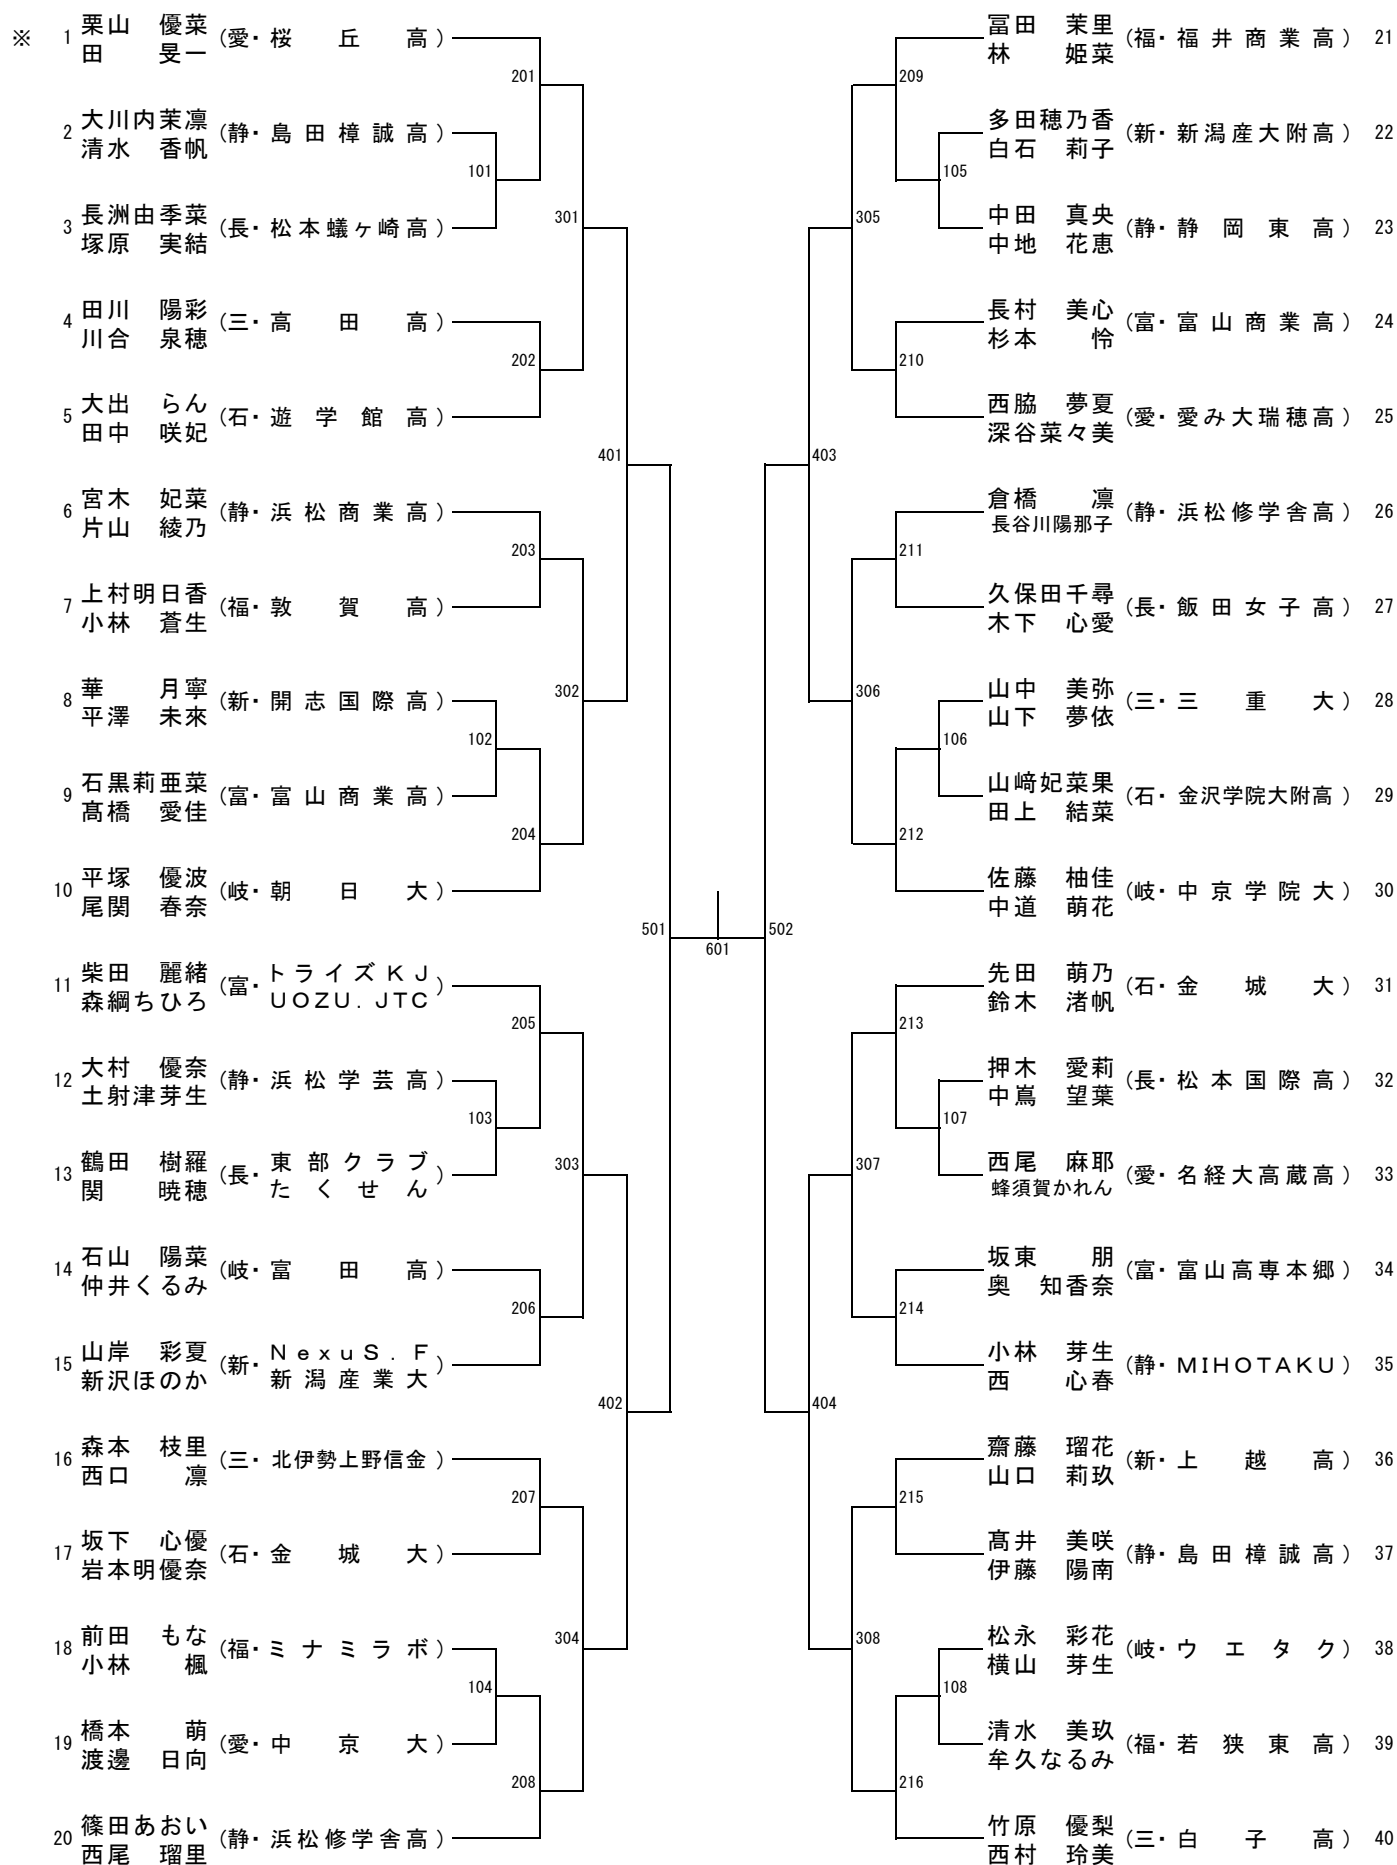 ※ 1 栗山 優菜 (愛・桜丘高)
田 旻一
201
2 大川内茉凛 (静・島田樟誠高)
清水 香帆
101
3 長洲由季菜 (長・松本蟻ヶ崎高)
塚原 実結
301
4 田川 陽彩 (三・高田高)
川合 泉穂
202
5 大出 らん (石・遊学館高)
田中 咲妃
401
6 宮木 妃菜 (静・浜松商業高)
片山 綾乃
203
7 上村明日香 (福・敦賀高)
小林 蒼生
302
8 華 月寧 (新・開志国際高)
平澤 未來
102
9 石黒莉亜菜 (富・富山商業高)
髙橋 愛佳
204
10 平塚 優波 (岐・朝日大)
尾関 春奈
501
11 柴田 麗緒 (富・トライズKJ
森綱ちひろ UOZU.JTC)
205
12 大村 優奈 (静・浜松学芸高)
土射津芽生
103
13 鶴田 樹羅 (長・東部クラブ
関 暁穂 たくせん)
303
14 石山 陽菜 (岐・富田高)
仲井くるみ
206
15 山岸 彩夏 (新・NexuS.F
新沢ほのか 新潟産業大)
402
16 森本 枝里 (三・北伊勢上野信金)
西口 凛
207
17 坂下 心優 (石・金城大)
岩本明優奈
304
18 前田 もな (福・ミナミラボ)
小林 楓
104
19 橋本 萌 (愛・中京大)
渡邊 日向
208
20 篠田あおい (静・浜松修学舎高)
西尾 瑠里
601
冨田 茉里 (福・福井商業高) 21
林 姫菜
209
多田穂乃香 (新・新潟産大附高) 22
白石 莉子
105
中田 真央 (静・静岡東高) 23
中地 花恵
305
長村 美心 (富・富山商業高) 24
杉本 怜
210
西脇 夢夏 (愛・愛み大瑞穂高) 25
深谷菜々美
403
倉橋 凛 (静・浜松修学舎高) 26
長谷川陽那子
211
久保田千尋 (長・飯田女子高) 27
木下 心愛
306
山中 美弥 (三・三重大) 28
山下 夢依
106
山﨑妃菜果 (石・金沢学院大附高) 29
田上 結菜
212
佐藤 柚佳 (岐・中京学院大) 30
中道 萌花
502
先田 萌乃 (石・金城大) 31
鈴木 渚帆
213
押木 愛莉 (長・松本国際高) 32
中嶌 望葉
107
西尾 麻耶 (愛・名経大高蔵高) 33
蜂須賀かれん
307
坂東 朋 (富・富山高専本郷) 34
奥 知香奈
214
小林 芽生 (静・MIHOTAKU) 35
西 心春
404
齋藤 瑠花 (新・上越高) 36
山口 莉玖
215
髙井 美咲 (静・島田樟誠高) 37
伊藤 陽南
308
松永 彩花 (岐・ウエタク) 38
横山 芽生
108
清水 美玖 (福・若狭東高) 39
牟久なるみ
216
竹原 優梨 (三・白子高) 40
西村 玲美